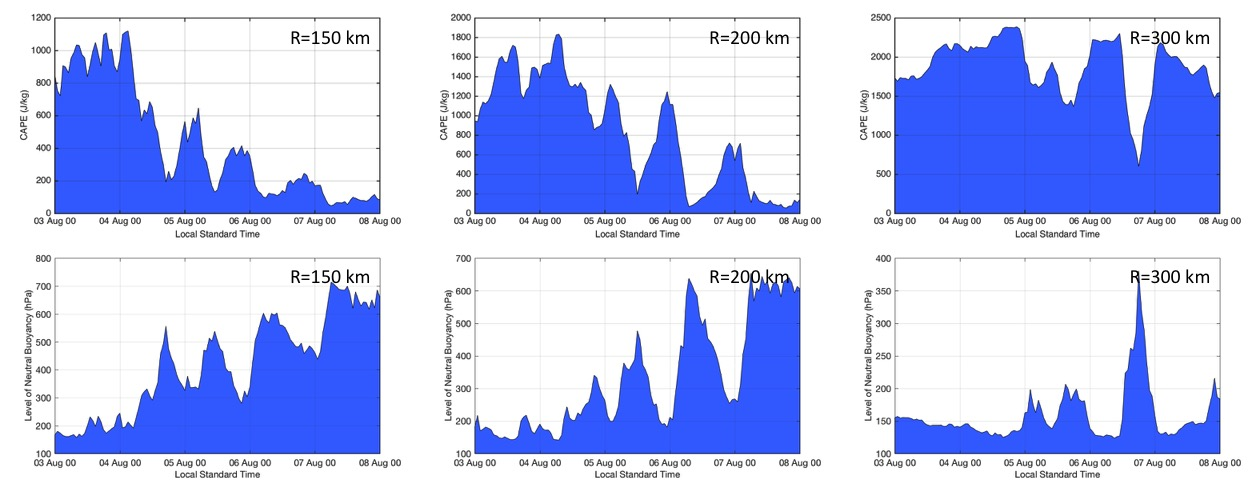 R=150 km
CAPE (J/kg)
1200
1000
800
600
400
200
0
03 Aug 00 04 Aug 00 05 Aug 00 06 Aug 00 07 Aug 00 08 Aug 00
Local Standard Time
R=200 km
CAPE (J/kg)
2000
1800
1600
1400
1200
1000
800
600
400
200
0
03 Aug 00 04 Aug 00 05 Aug 00 06 Aug 00 07 Aug 00 08 Aug 00
Local Standard Time
R=300 km
CAPE (J/kg)
2500
2000
1500
1000
500
0
03 Aug 00 04 Aug 00 05 Aug 00 06 Aug 00 07 Aug 00 08 Aug 00
Local Standard Time
R=150 km
Level of Neutral Buoyancy (hPa)
800
700
600
500
400
300
200
100
03 Aug 00 04 Aug 00 05 Aug 00 06 Aug 00 07 Aug 00 08 Aug 00
Local Standard Time
R=200 km
Level of Neutral Buoyancy (hPa)
700
600
500
400
300
200
100
03 Aug 00 04 Aug 00 05 Aug 00 06 Aug 00 07 Aug 00 08 Aug 00
Local Standard Time
R=300 km
Level of Neutral Buoyancy (hPa)
400
350
300
250
200
150
100
03 Aug 00 04 Aug 00 05 Aug 00 06 Aug 00 07 Aug 00 08 Aug 00
Local Standard Time